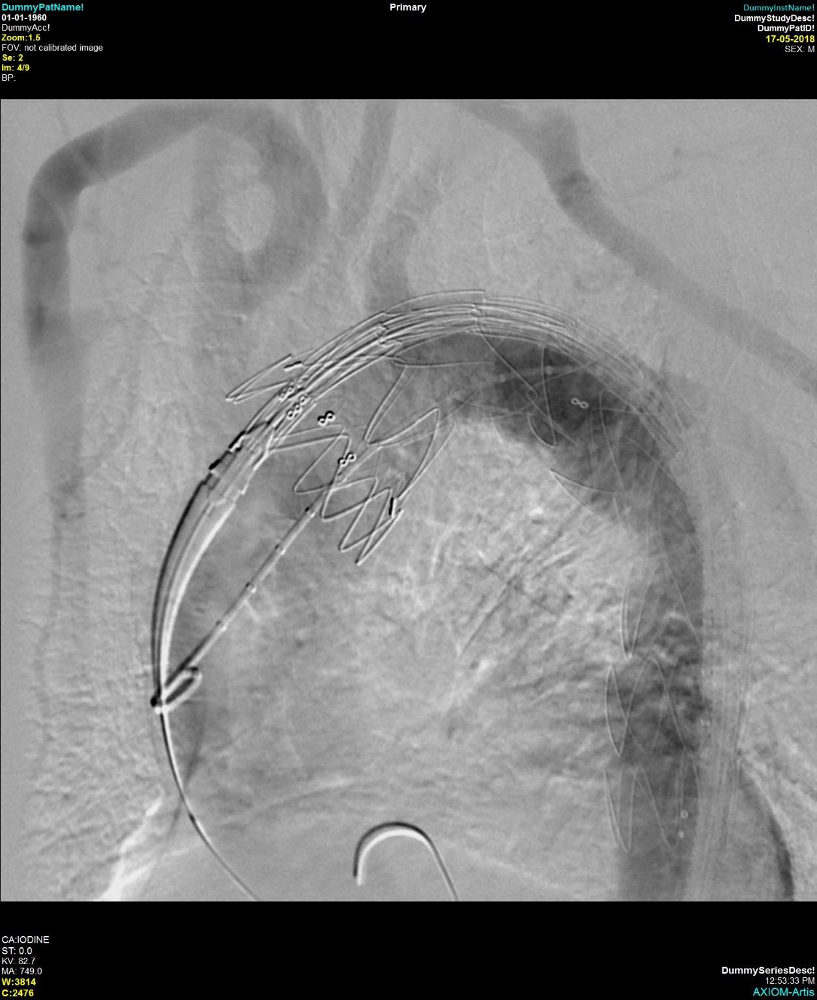 DummyPatName!
01-01-1960
DummyAcc!
Zoom:1.5
FOV: not calibrated image
Se: 2
Im: 4/9
BP:
Primary
DummyInstName!
DummyStudyDesc!
DummyPatID!
17-05-2018
SEX: M
CA:IODINE
ST: 0.0
KV: 82.7
MA: 749.0
W:3814
C:2476
DummySeriesDesc!
12:53:33 PM
AXIOM-Artis